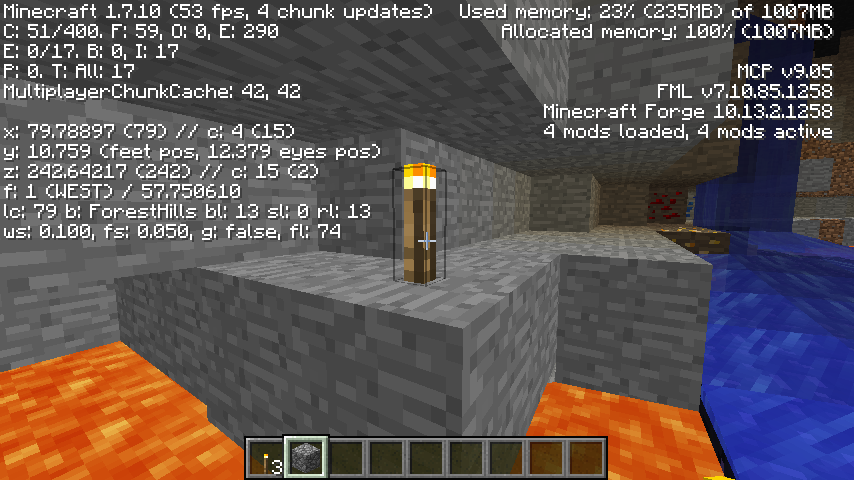 Minecraft 1.7.10 (53 fps, 4 chunk updates)
C: 51/400. F: 59, O: 0, E: 290
E: 0/17. B: 0, I: 17
P: 0. T: All: 17
MultiplayerChunkCache: 42, 42
x: 79.78897 (79) // c: 4 (15)
y: 10.759 (feet pos, 12.379 eyes pos)
z: 242.64217 (242) // c: 15 (2)
f: 1 (WEST) / 57.750610
lc: 79 b: ForestHills bl: 13 sl: 0 rl: 13
ws: 0.100, fs: 0.050, g: false, fl: 74
Used memory: 23% (235MB) of 1007MB
Allocated memory: 100% (1007MB)
MCP v9.05
FML v7.10.85.1258
Minecraft Forge 10.13.2.1258
4 mods loaded, 4 mods active
3